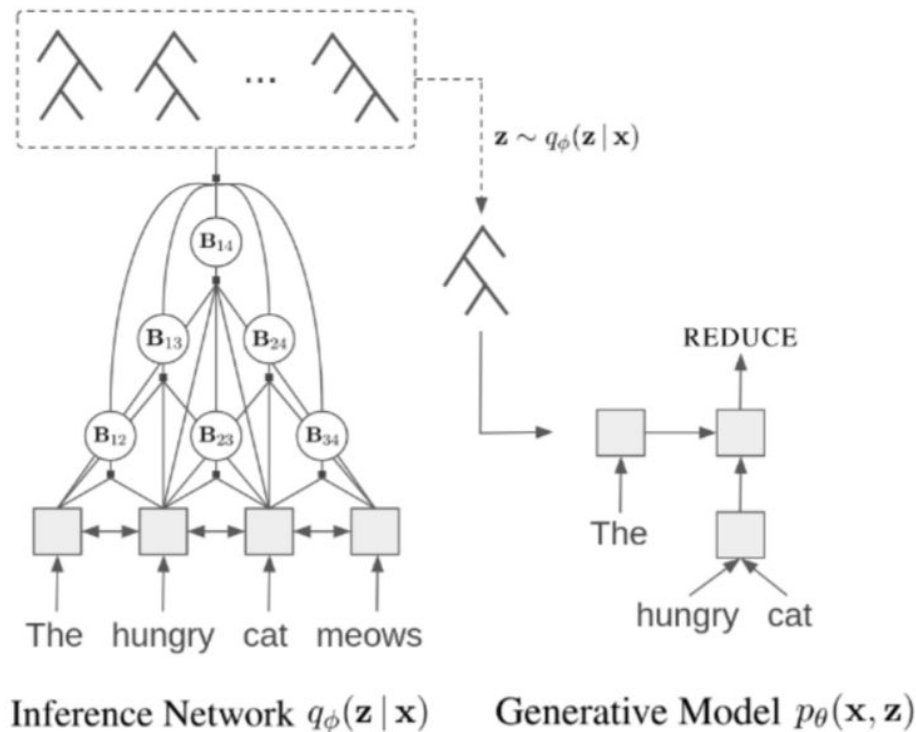 ...
z ∼ qϕ(z | x)
B14
B13 B24
REDUCE
B12 B23 B34
The
hungry cat
The hungry cat meows
Inference Network qϕ(z | x) Generative Model pθ(x, z)